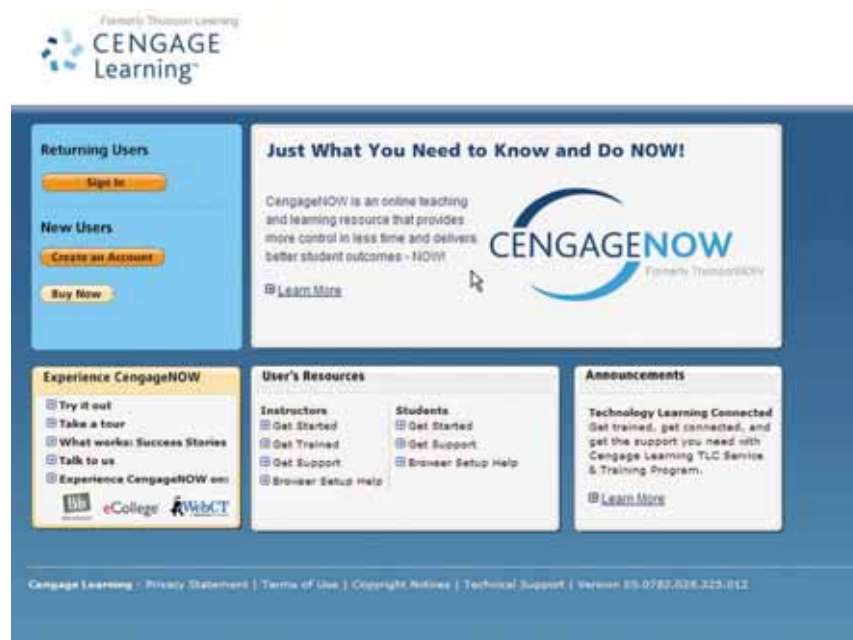 Formerly Thomson Learning
CENGAGE
Learning™
Returning Users
Sign In
New Users
Create an Account
Buy Now
Just What You Need to Know and Do NOW!
CengageNOW is an online teaching
and learning resource that provides
more control in less time and delivers
better student outcomes - NOW!
Learn More
CENGAGENOW
Formerly ThomsonNOW
Experience CengageNOW
Try it out
Take a tour
What works: Success Stories
Talk to us
Experience CengageNOW on:
Bb
eCollege
WebCT
User's Resources
Instructors
Get Started
Get Trained
Get Support
Browser Setup Help
Students
Get Started
Get Support
Browser Setup Help
Announcements
Technology Learning Connected
Get trained, get connected, and
get the support you need with
Cengage Learning TLC Service
& Training Program.
Learn More
Cengage Learning - Privacy Statement | Terms of Use | Copyright Notices | Technical Support | Version